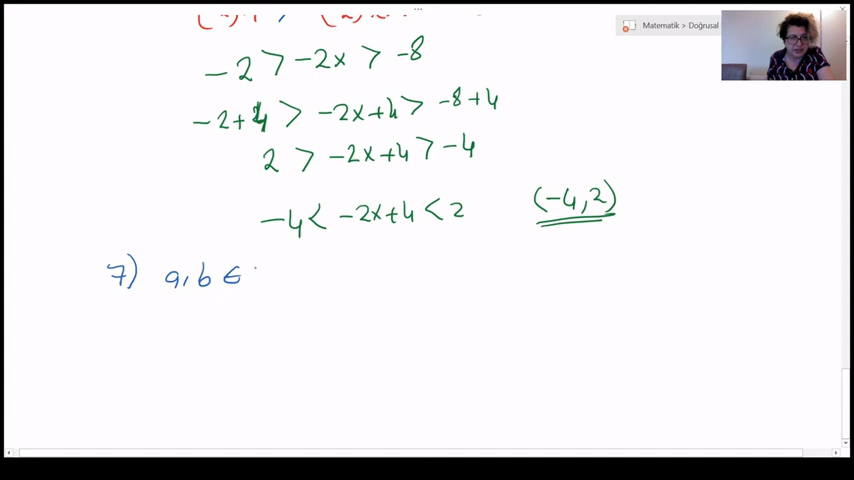 Matematik > Doğrusal
-2 > -2x > -8
-2+4 > -2x+4 > -8+4
2 > -2x+4 > -4
-4 < -2x+4 < 2 (-4,2)
7) a, b ∈